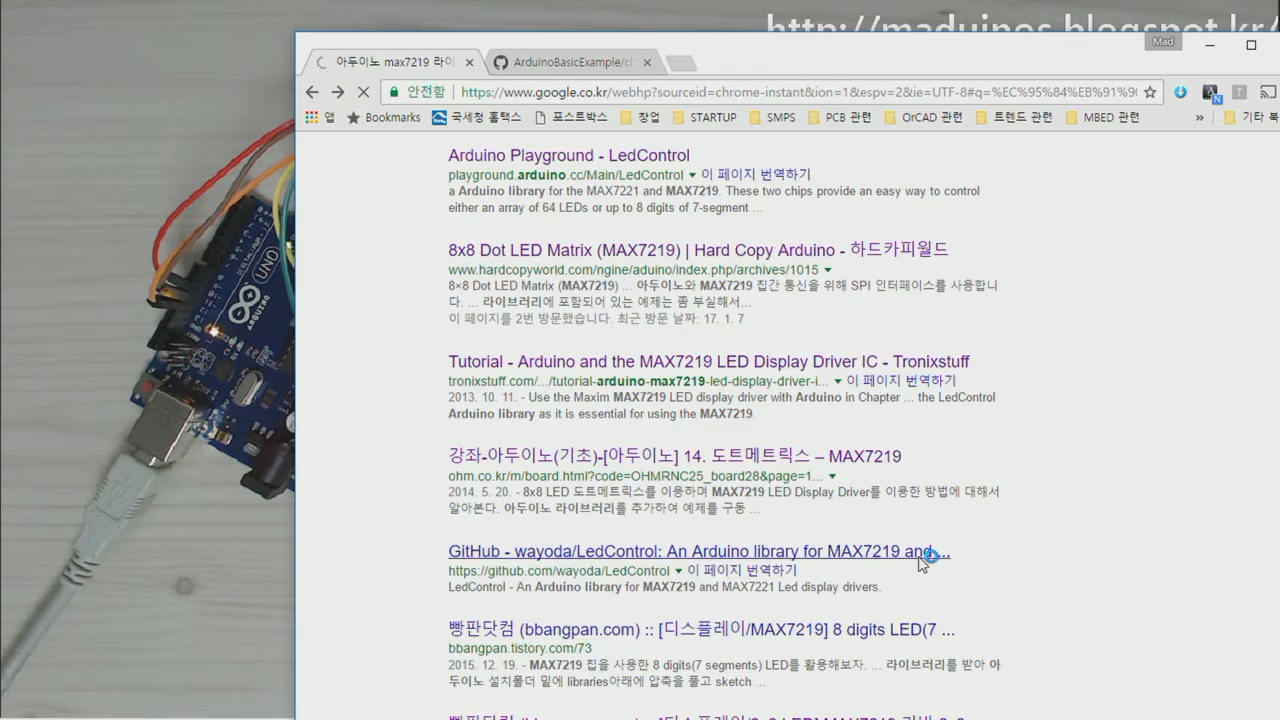 http://maduinos.blogspot.kr/
Mad
아두이노 max7219 라이
ArduinoBasicExample/ch
안전함
https://www.google.co.kr/webhp?sourceid=chrome-instant&ion=1&espv=2&ie=UTF-8#q=%EC%95%84%EB%91%90
앱 Bookmarks 국세청 홈택스 포스트박스 창업 STARTUP SMPS PCB 관련 OrCAD 관련 트렌드 관련 MBED 관련 » 기타 북
Arduino Playground - LedControl
playground.arduino.cc/Main/LedControl ▼ 이 페이지 번역하기
a Arduino library for the MAX7221 and MAX7219. These two chips provide an easy way to control
either an array of 64 LEDs or up to 8 digits of 7-segment ...
8x8 Dot LED Matrix (MAX7219) | Hard Copy Arduino - 하드카피월드
www.hardcopyworld.com/ngine/aduino/index.php/archives/1015 ▼
8×8 Dot LED Matrix (MAX7219) ... 아두이노와 MAX7219 칩간 통신을 위해 SPI 인터페이스를 사용합니
다. ... 라이브러리에 포함되어 있는 예제는 좀 부실해서...
이 페이지를 2번 방문했습니다. 최근 방문 날짜: 17. 1. 7
Tutorial - Arduino and the MAX7219 LED Display Driver IC - Tronixstuff
tronixstuff.com/.../tutorial-arduino-max7219-led-display-driver-i... ▼ 이 페이지 번역하기
2013. 10. 11. - Use the Maxim MAX7219 LED display driver with Arduino in Chapter ... the LedControl
Arduino library as it is essential for using the MAX7219.
강좌-아두이노(기초)-[아두이노] 14. 도트메트릭스 – MAX7219
ohm.co.kr/m/board.html?code=OHMRNC25_board28&page=1... ▼
2014. 5. 20. - 8x8 LED 도트메트릭스를 이용하며 MAX7219 LED Display Driver를 이용한 방법에 대해서
알아본다. 아두이노 라이브러리를 추가하여 예제를 구동 ...
GitHub - wayoda/LedControl: An Arduino library for MAX7219 and ...
https://github.com/wayoda/LedControl ▼ 이 페이지 번역하기
LedControl - An Arduino library for MAX7219 and MAX7221 Led display drivers.
빵판닷컴 (bbangpan.com) :: [디스플레이/MAX7219] 8 digits LED(7 ...
bbangpan.tistory.com/73
2015. 12. 19. - MAX7219 칩을 사용한 8 digits(7 segments) LED를 활용해보자. ... 라이브러리를 받아 아
두이노 설치폴더 밑에 libraries아래에 압축을 풀고 sketch ...
UNO
ARDUINO